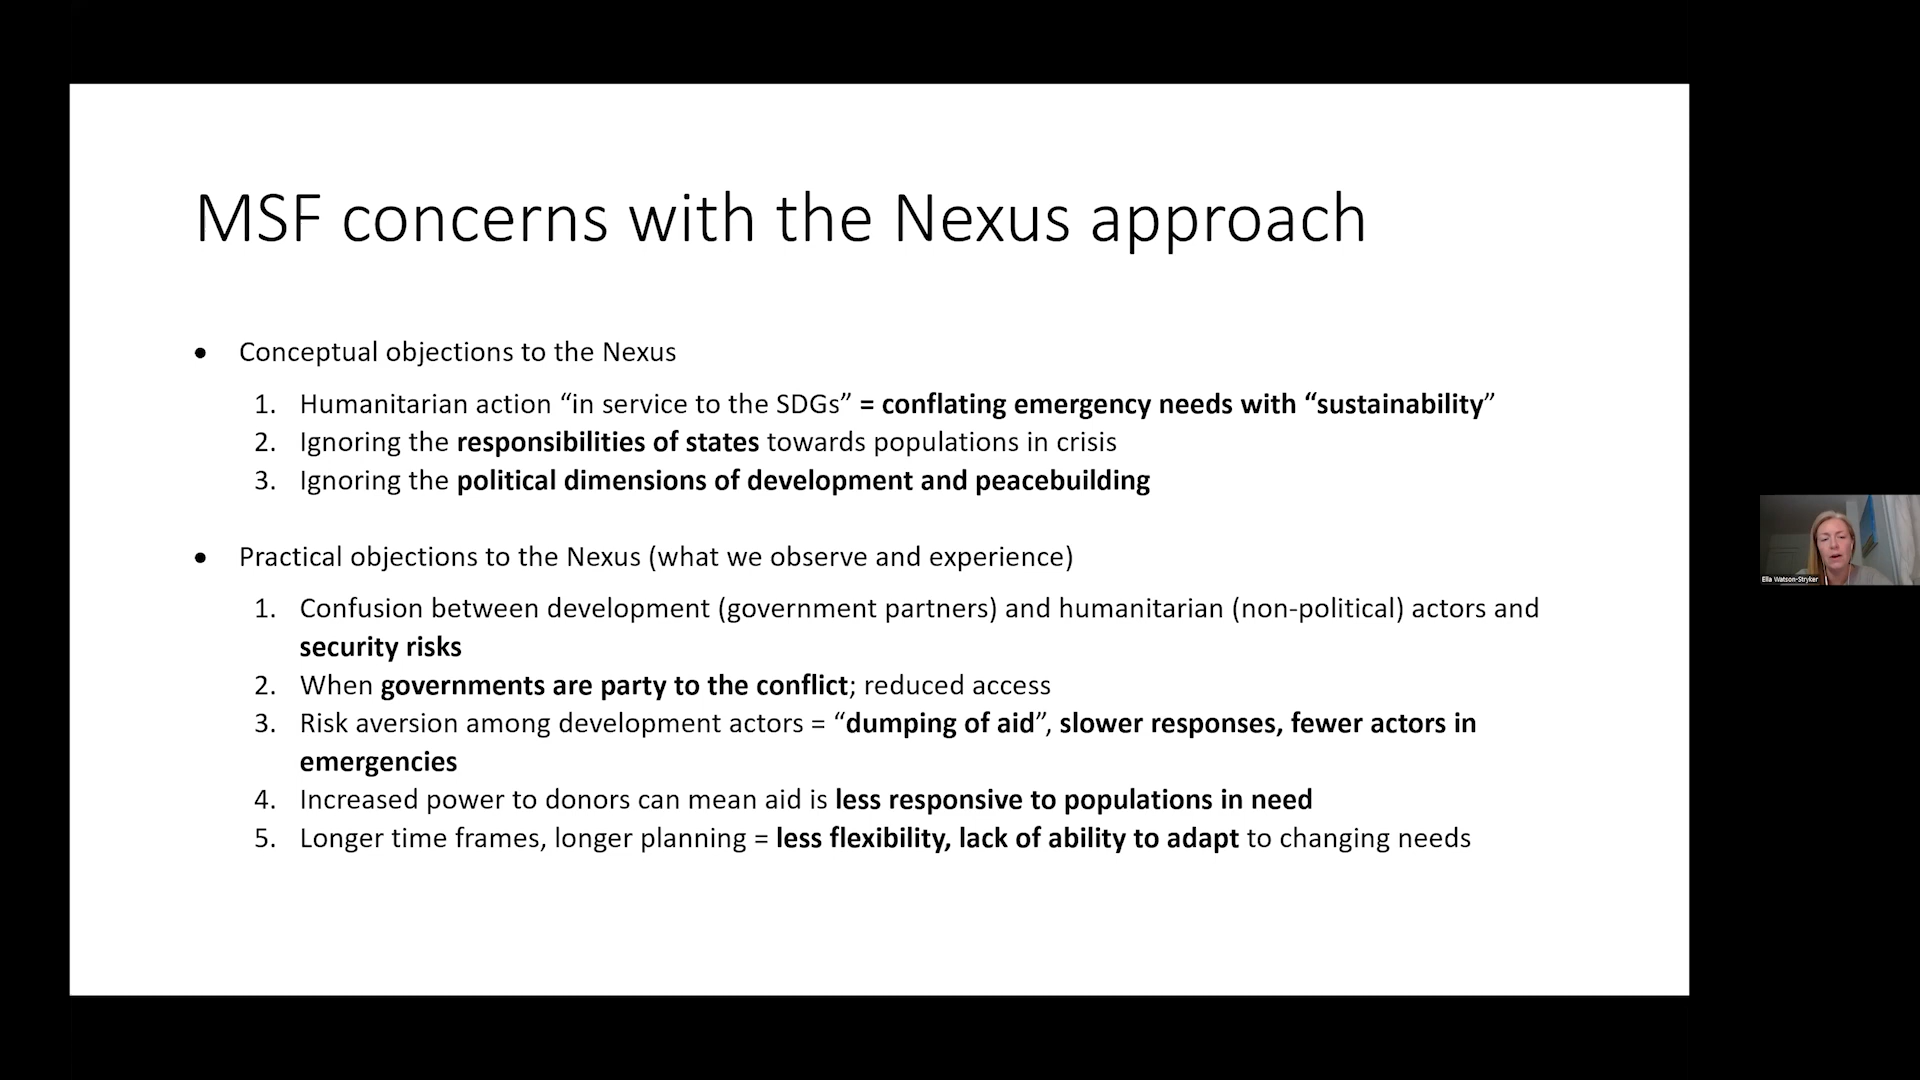 MSF concerns with the Nexus approach
• Conceptual objections to the Nexus
1. Humanitarian action “in service to the SDGs” = conflating emergency needs with “sustainability”
2. Ignoring the responsibilities of states towards populations in crisis
3. Ignoring the political dimensions of development and peacebuilding
• Practical objections to the Nexus (what we observe and experience)
1. Confusion between development (government partners) and humanitarian (non-political) actors and
security risks
2. When governments are party to the conflict; reduced access
3. Risk aversion among development actors = “dumping of aid”, slower responses, fewer actors in
emergencies
4. Increased power to donors can mean aid is less responsive to populations in need
5. Longer time frames, longer planning = less flexibility, lack of ability to adapt to changing needs
Ella Watson-Stryker